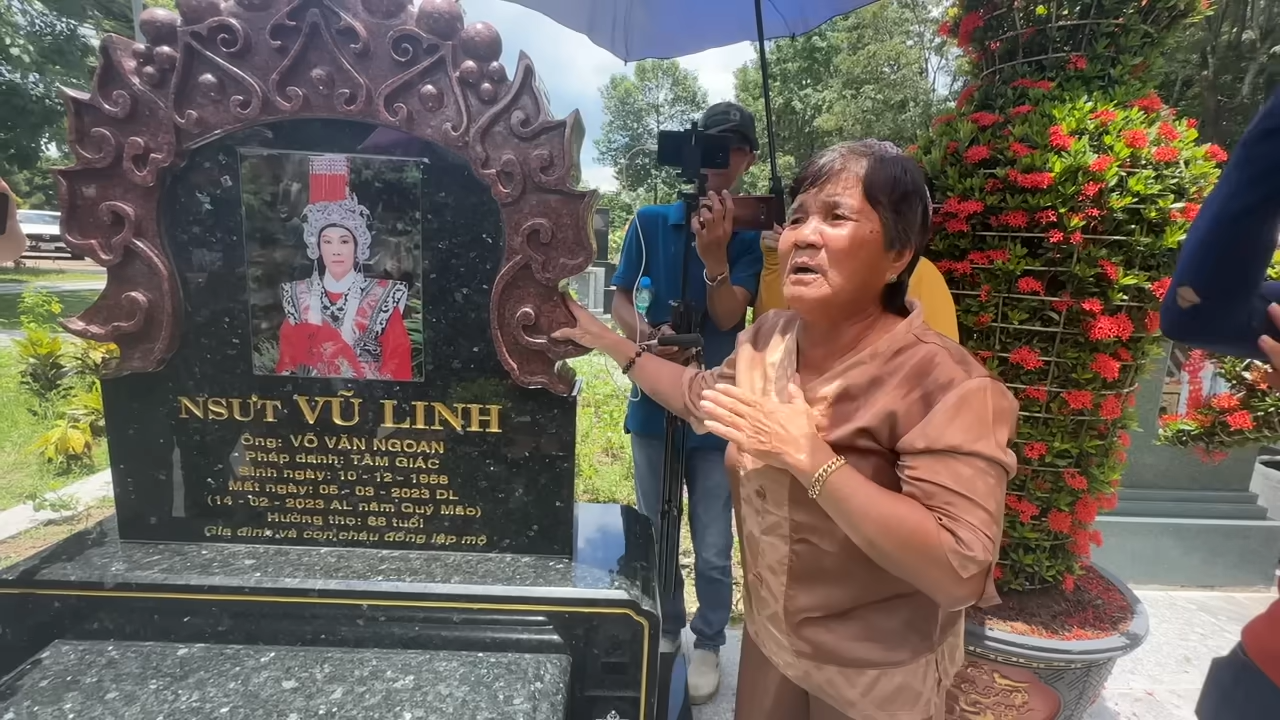 NSƯT VŨ LINH
Ông: VÕ VĂN NGOAN
Pháp danh: TÂM GIÁC
Sinh ngày: 10 - 12 - 1958
Mất ngày: 05 - 03 - 2023 DL
(14 - 02 - 2023 AL năm Quý Mão)
Hưởng thọ: 66 tuổi
Gia đình và con cháu đồng lập mộ